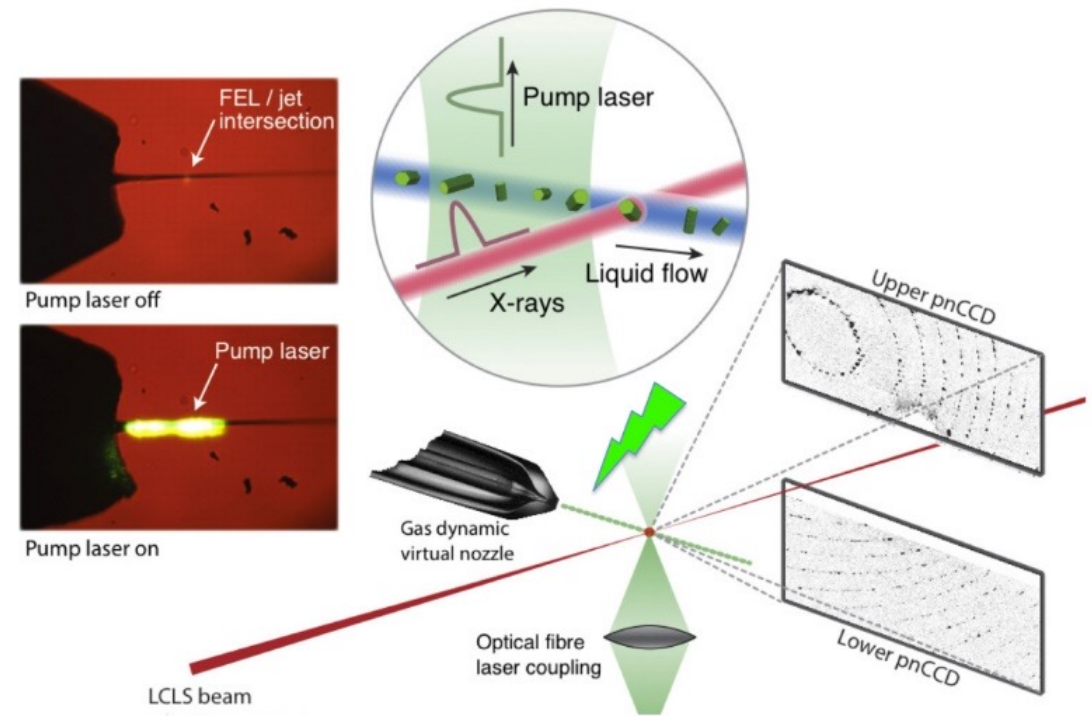 FEL / jet
intersection
Pump laser off
Pump laser
Pump laser on
Pump laser
Liquid flow
X-rays
Upper pnCCD
Gas dynamic
virtual nozzle
Optical fibre
laser coupling
Lower pnCCD
LCLS beam